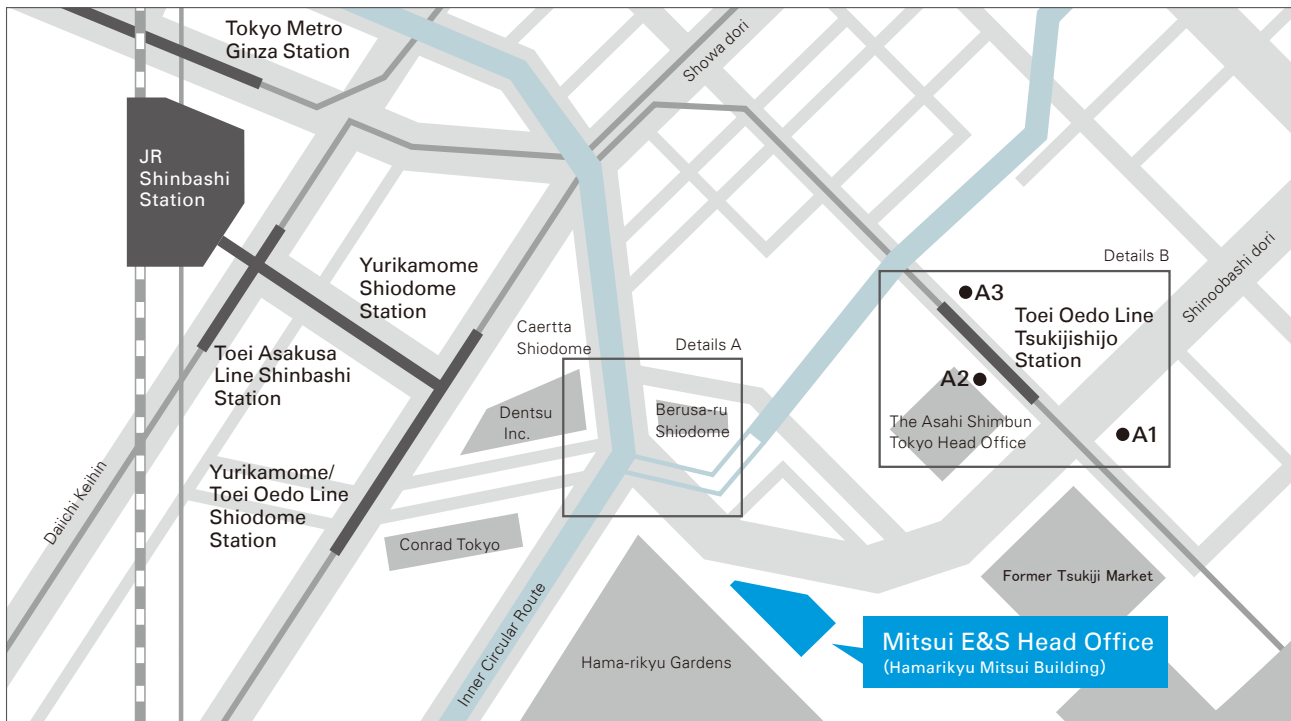 Tokyo Metro
Ginza Station
Showa dori
JR
Shinbashi
Station
Yurikamome
Shiodome
Station
Details B
Shinoobashi dori
A3
Toei Oedo Line
Tsukijishijo
Station
Caertta
Shiodome
Details A
Toei Asakusa
Line Shinbashi
Station
A2
Dentsu
Inc.
Berusa-ru
Shiodome
The Asahi Shimbun
Tokyo Head Office
A1
Yurikamome/
Toei Oedo Line
Shiodome
Station
Daiichi Keihin
Conrad Tokyo
Former Tsukiji Market
Inner Circular Route
Hama-rikyu Gardens
Mitsui E&S Head Office
(Hamarikyu Mitsui Building)